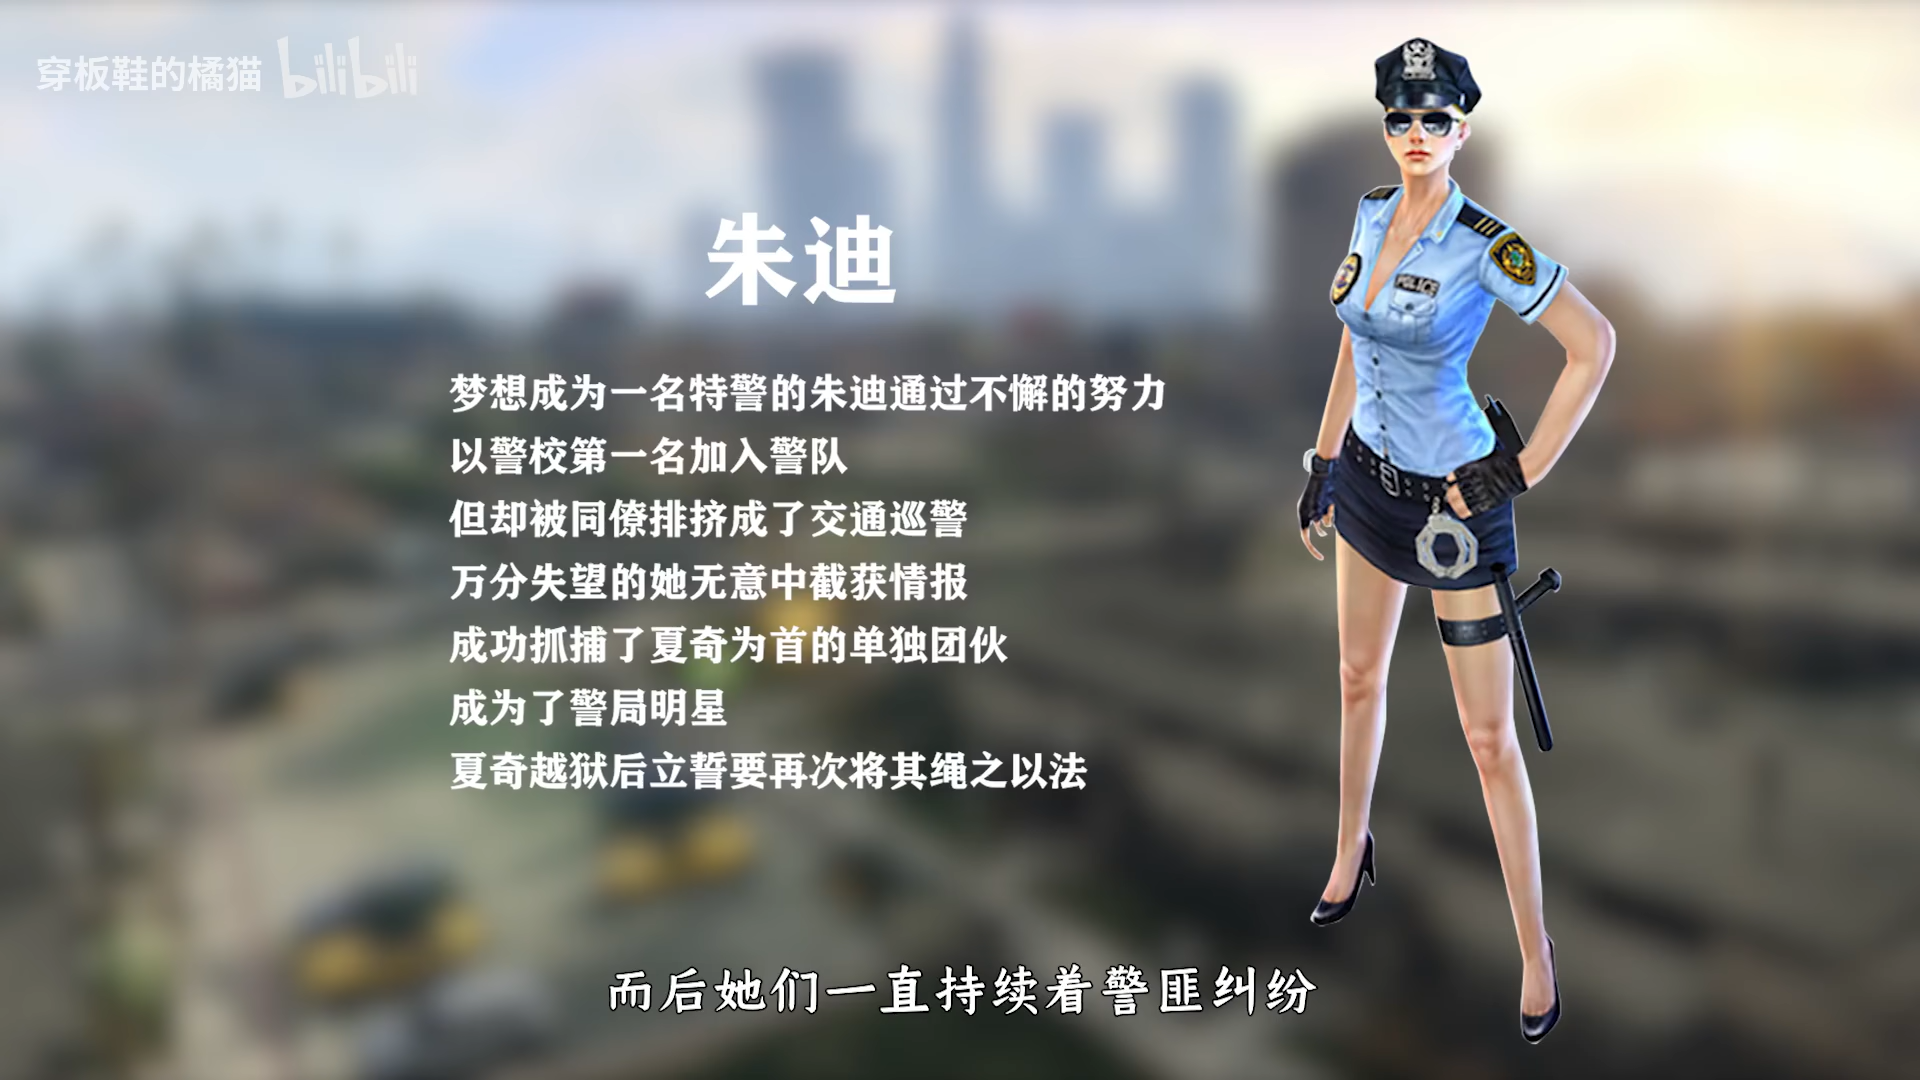 穿板鞋的橘猫 bilibili
朱迪
POLICE
梦想成为一名特警的朱迪通过不懈的努力
以警校第一名加入警队
但却被同僚排挤成了交通巡警
万分失望的她无意中截获情报
成功抓捕了夏奇为首的单独团伙
成为了警局明星
夏奇越狱后立誓要再次将其绳之以法
而后她们一直持续着警匪纠纷